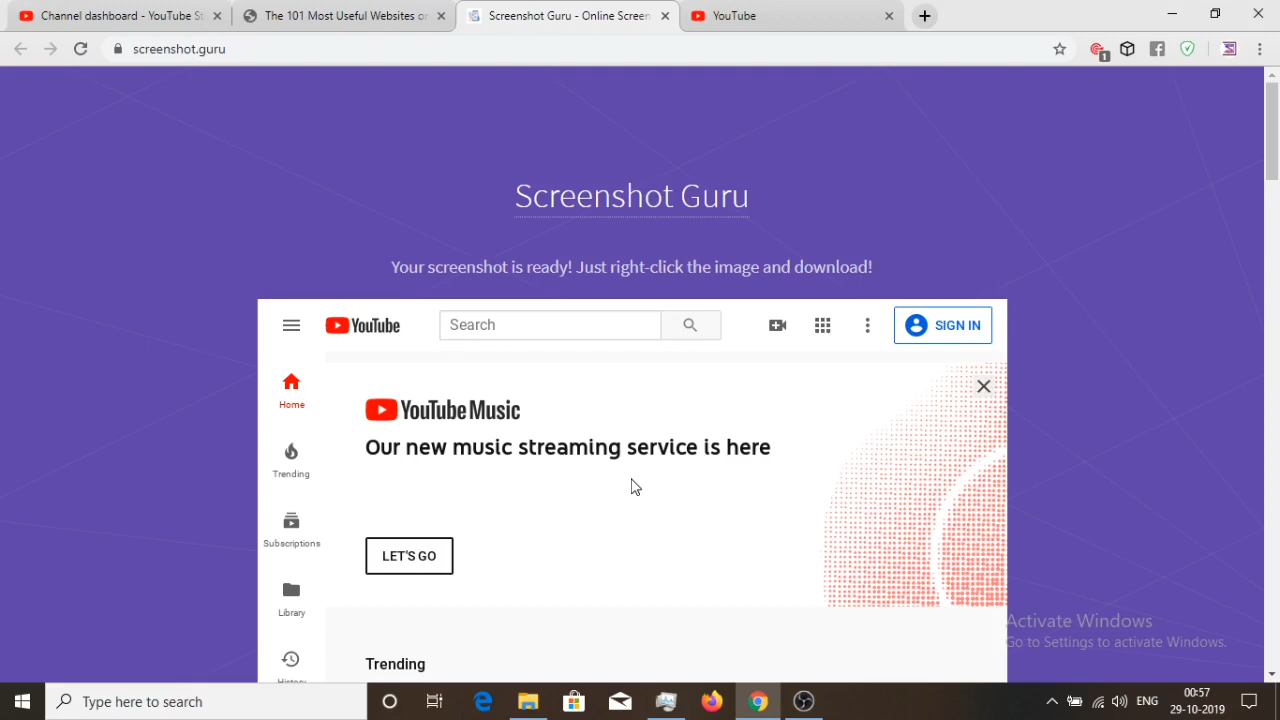 Channel dashboard - YouTube St
The most useful websites
Screenshot Guru - Online Screen
YouTube
screenshot.guru
1
Screenshot Guru
Your screenshot is ready! Just right-click the image and download!
YouTube
Search
SIGN IN
Home
YouTube Music
Our new music streaming service is here
Trending
Subscriptions
LET'S GO
Library
Activate Windows
Go to Settings to activate Windows.
Trending
History
Type here to search
ENG
00:57
29-10-2019